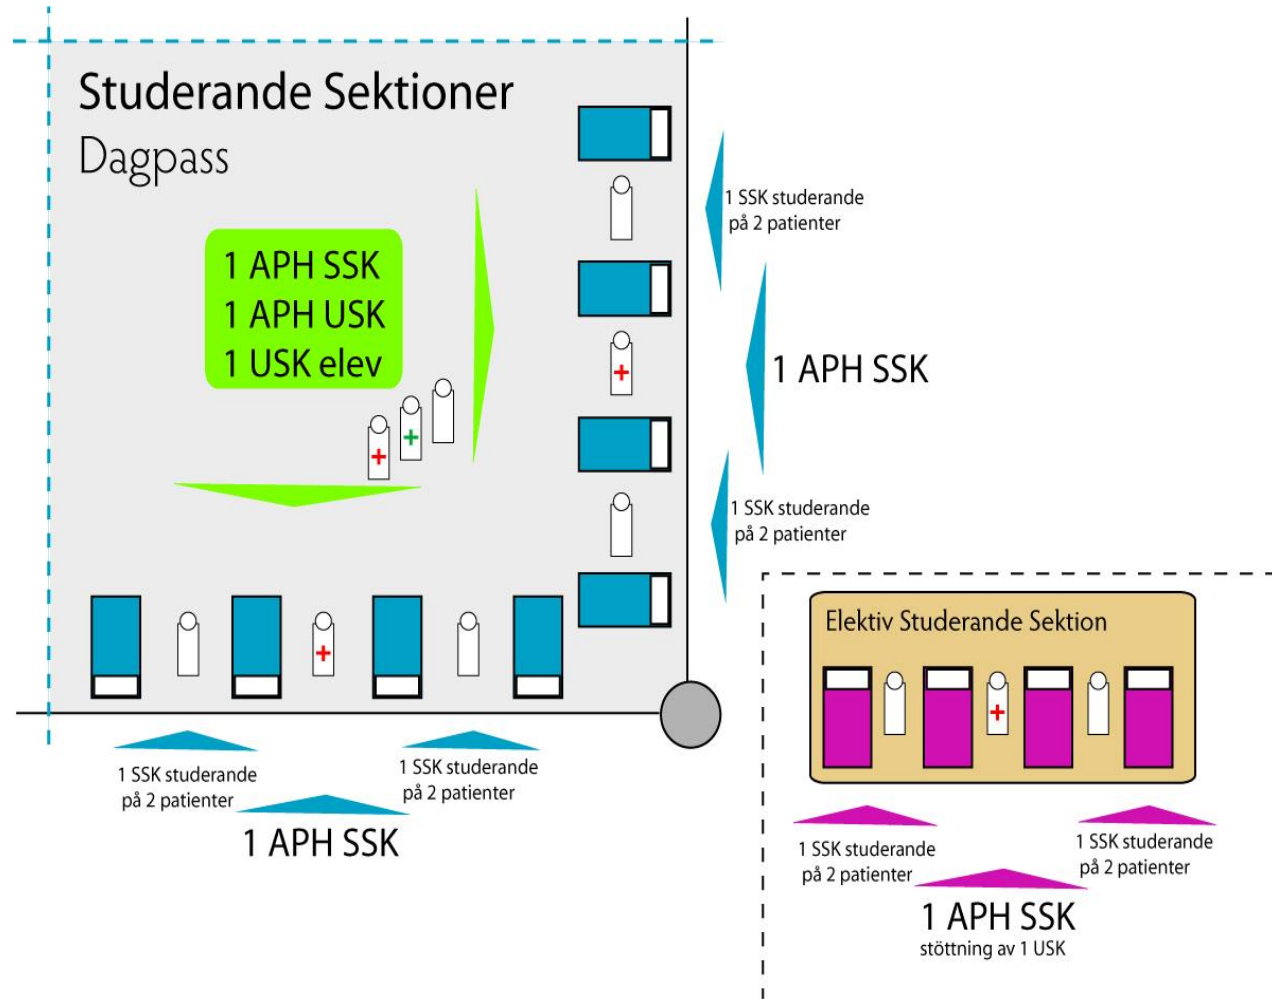 Studerande Sektioner
Dagpass
1 APH SSK
1 APH USK
1 USK elev
1 SSK studerande
på 2 patienter
1 APH SSK
1 SSK studerande
på 2 patienter
1 SSK studerande
på 2 patienter
1 SSK studerande
på 2 patienter
1 APH SSK
Elektiv Studerande Sektion
1 SSK studerande
på 2 patienter
1 SSK studerande
på 2 patienter
1 APH SSK
stöttning av 1 USK